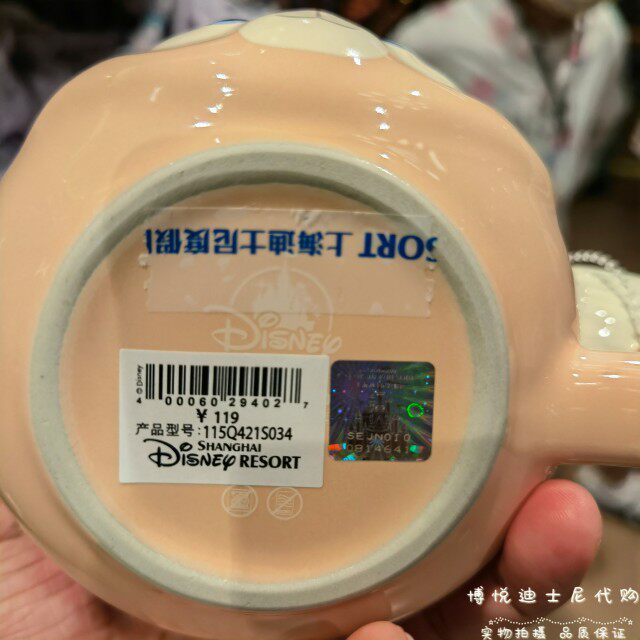 SORT 上海迪士尼度假
Disney
© Disney
4 00060 29402 7
¥ 119
产品型号:115Q421S034
SHANGHAI
Disney RESORT
SEJN010
博悦迪士尼代购
实物拍摄 品质保证